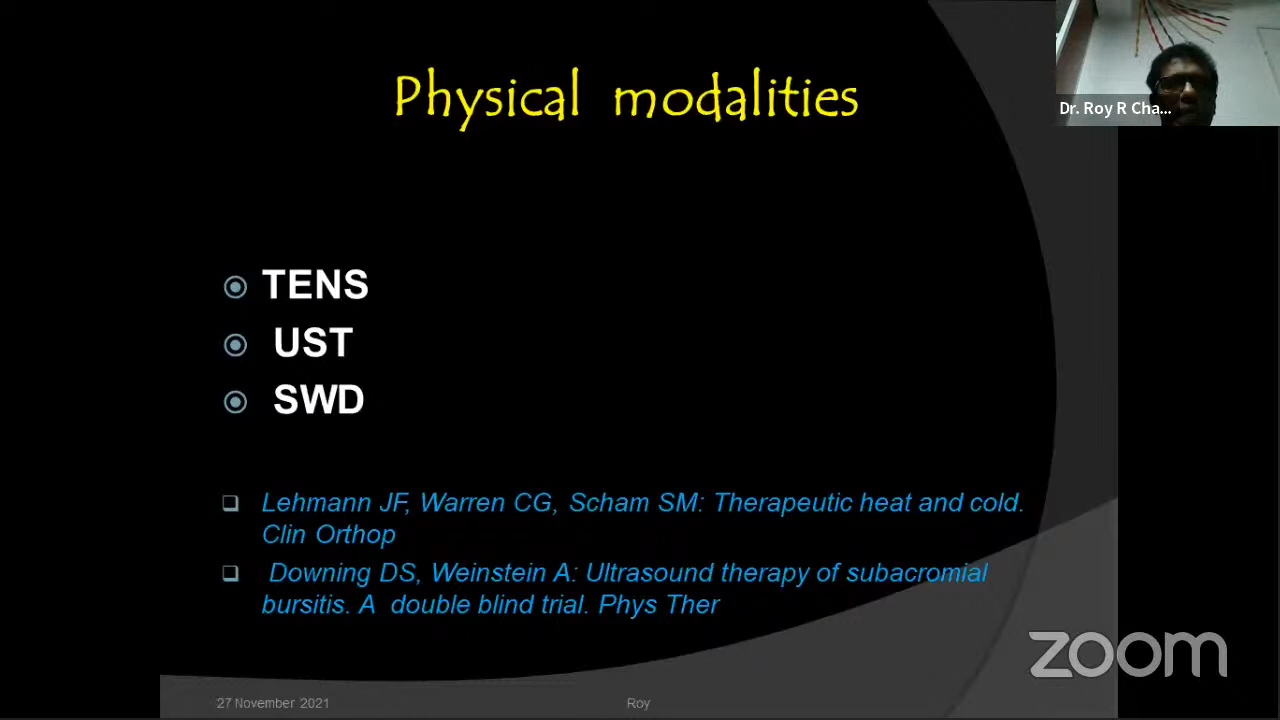 Physical modalities
Dr. Roy R Cha...
TENS
UST
SWD
Lehmann JF, Warren CG, Scham SM: Therapeutic heat and cold.
Clin Orthop
Downing DS, Weinstein A: Ultrasound therapy of subacromial
bursitis. A double blind trial. Phys Ther
zoom
27 November 2021
Roy